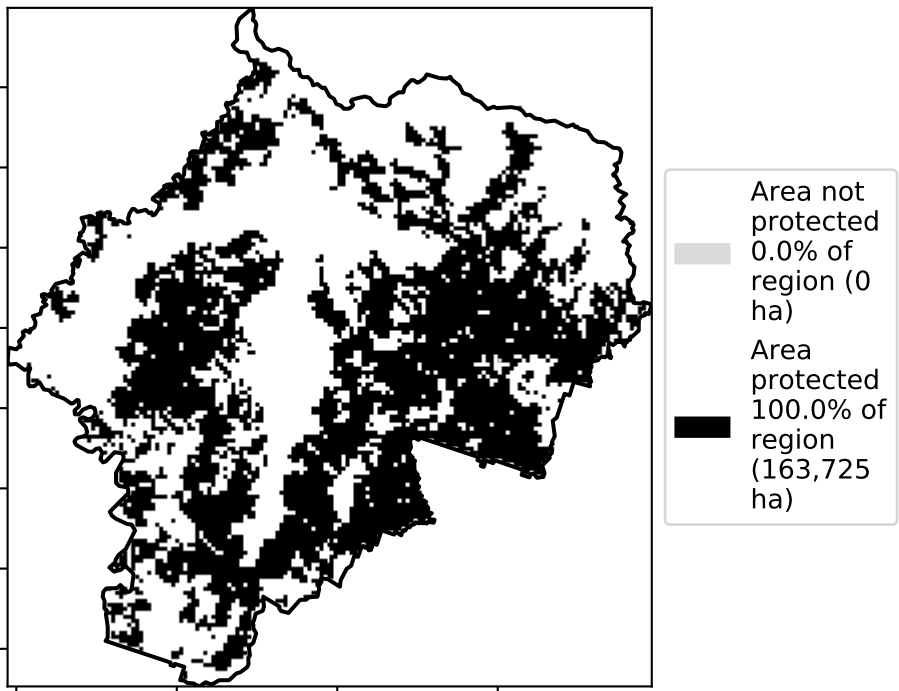 Area not
protected
0.0% of
region (0
ha)
Area
protected
100.0% of
region
(163,725
ha)